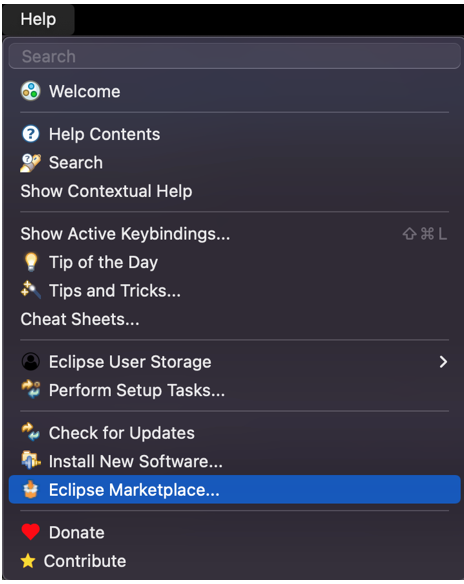 Help
Search
Welcome
Help Contents
Search
Show Contextual Help
Show Active Keybindings... ⇧⌘L
Tip of the Day
Tips and Tricks...
Cheat Sheets...
Eclipse User Storage
Perform Setup Tasks...
Check for Updates
Install New Software...
Eclipse Marketplace...
Donate
Contribute